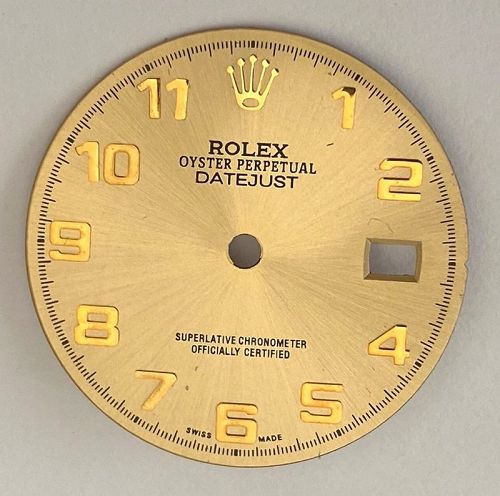 11
1
10
2
ROLEX
OYSTER PERPETUAL
DATEJUST
9
8
4
SUPERLATIVE CHRONOMETER
OFFICIALLY CERTIFIED
7
5
6
SWISS MADE